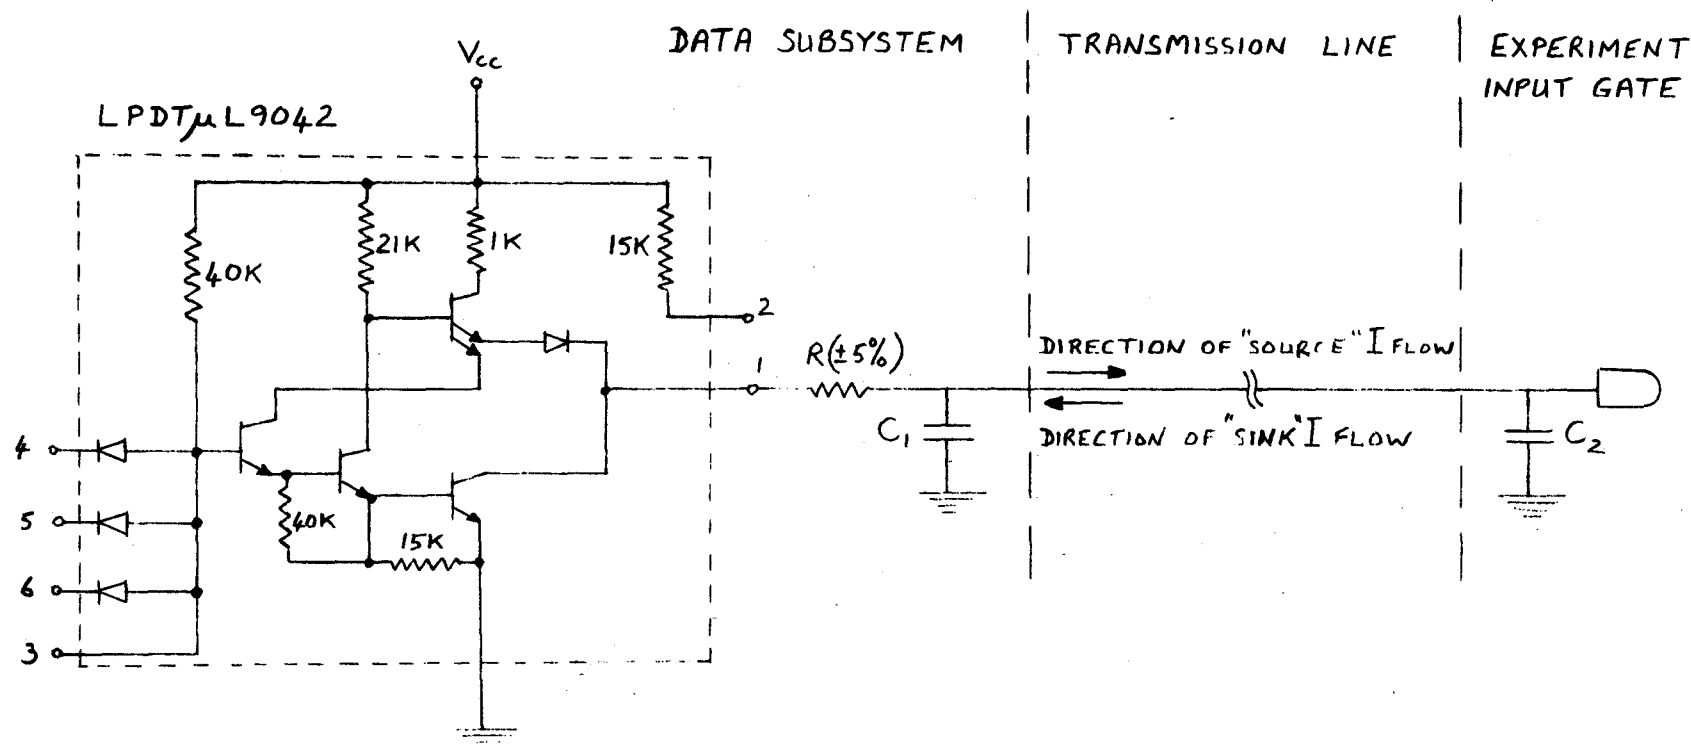 DATA SUBSYSTEM
TRANSMISSION LINE
EXPERIMENT
INPUT GATE
Vcc
LPDTμL9042
40K
21K
1K
15K
2
1
R(±5%)
DIRECTION OF "SOURCE" I FLOW
DIRECTION OF "SINK" I FLOW
C1
C2
4
5
6
3
40K
15K